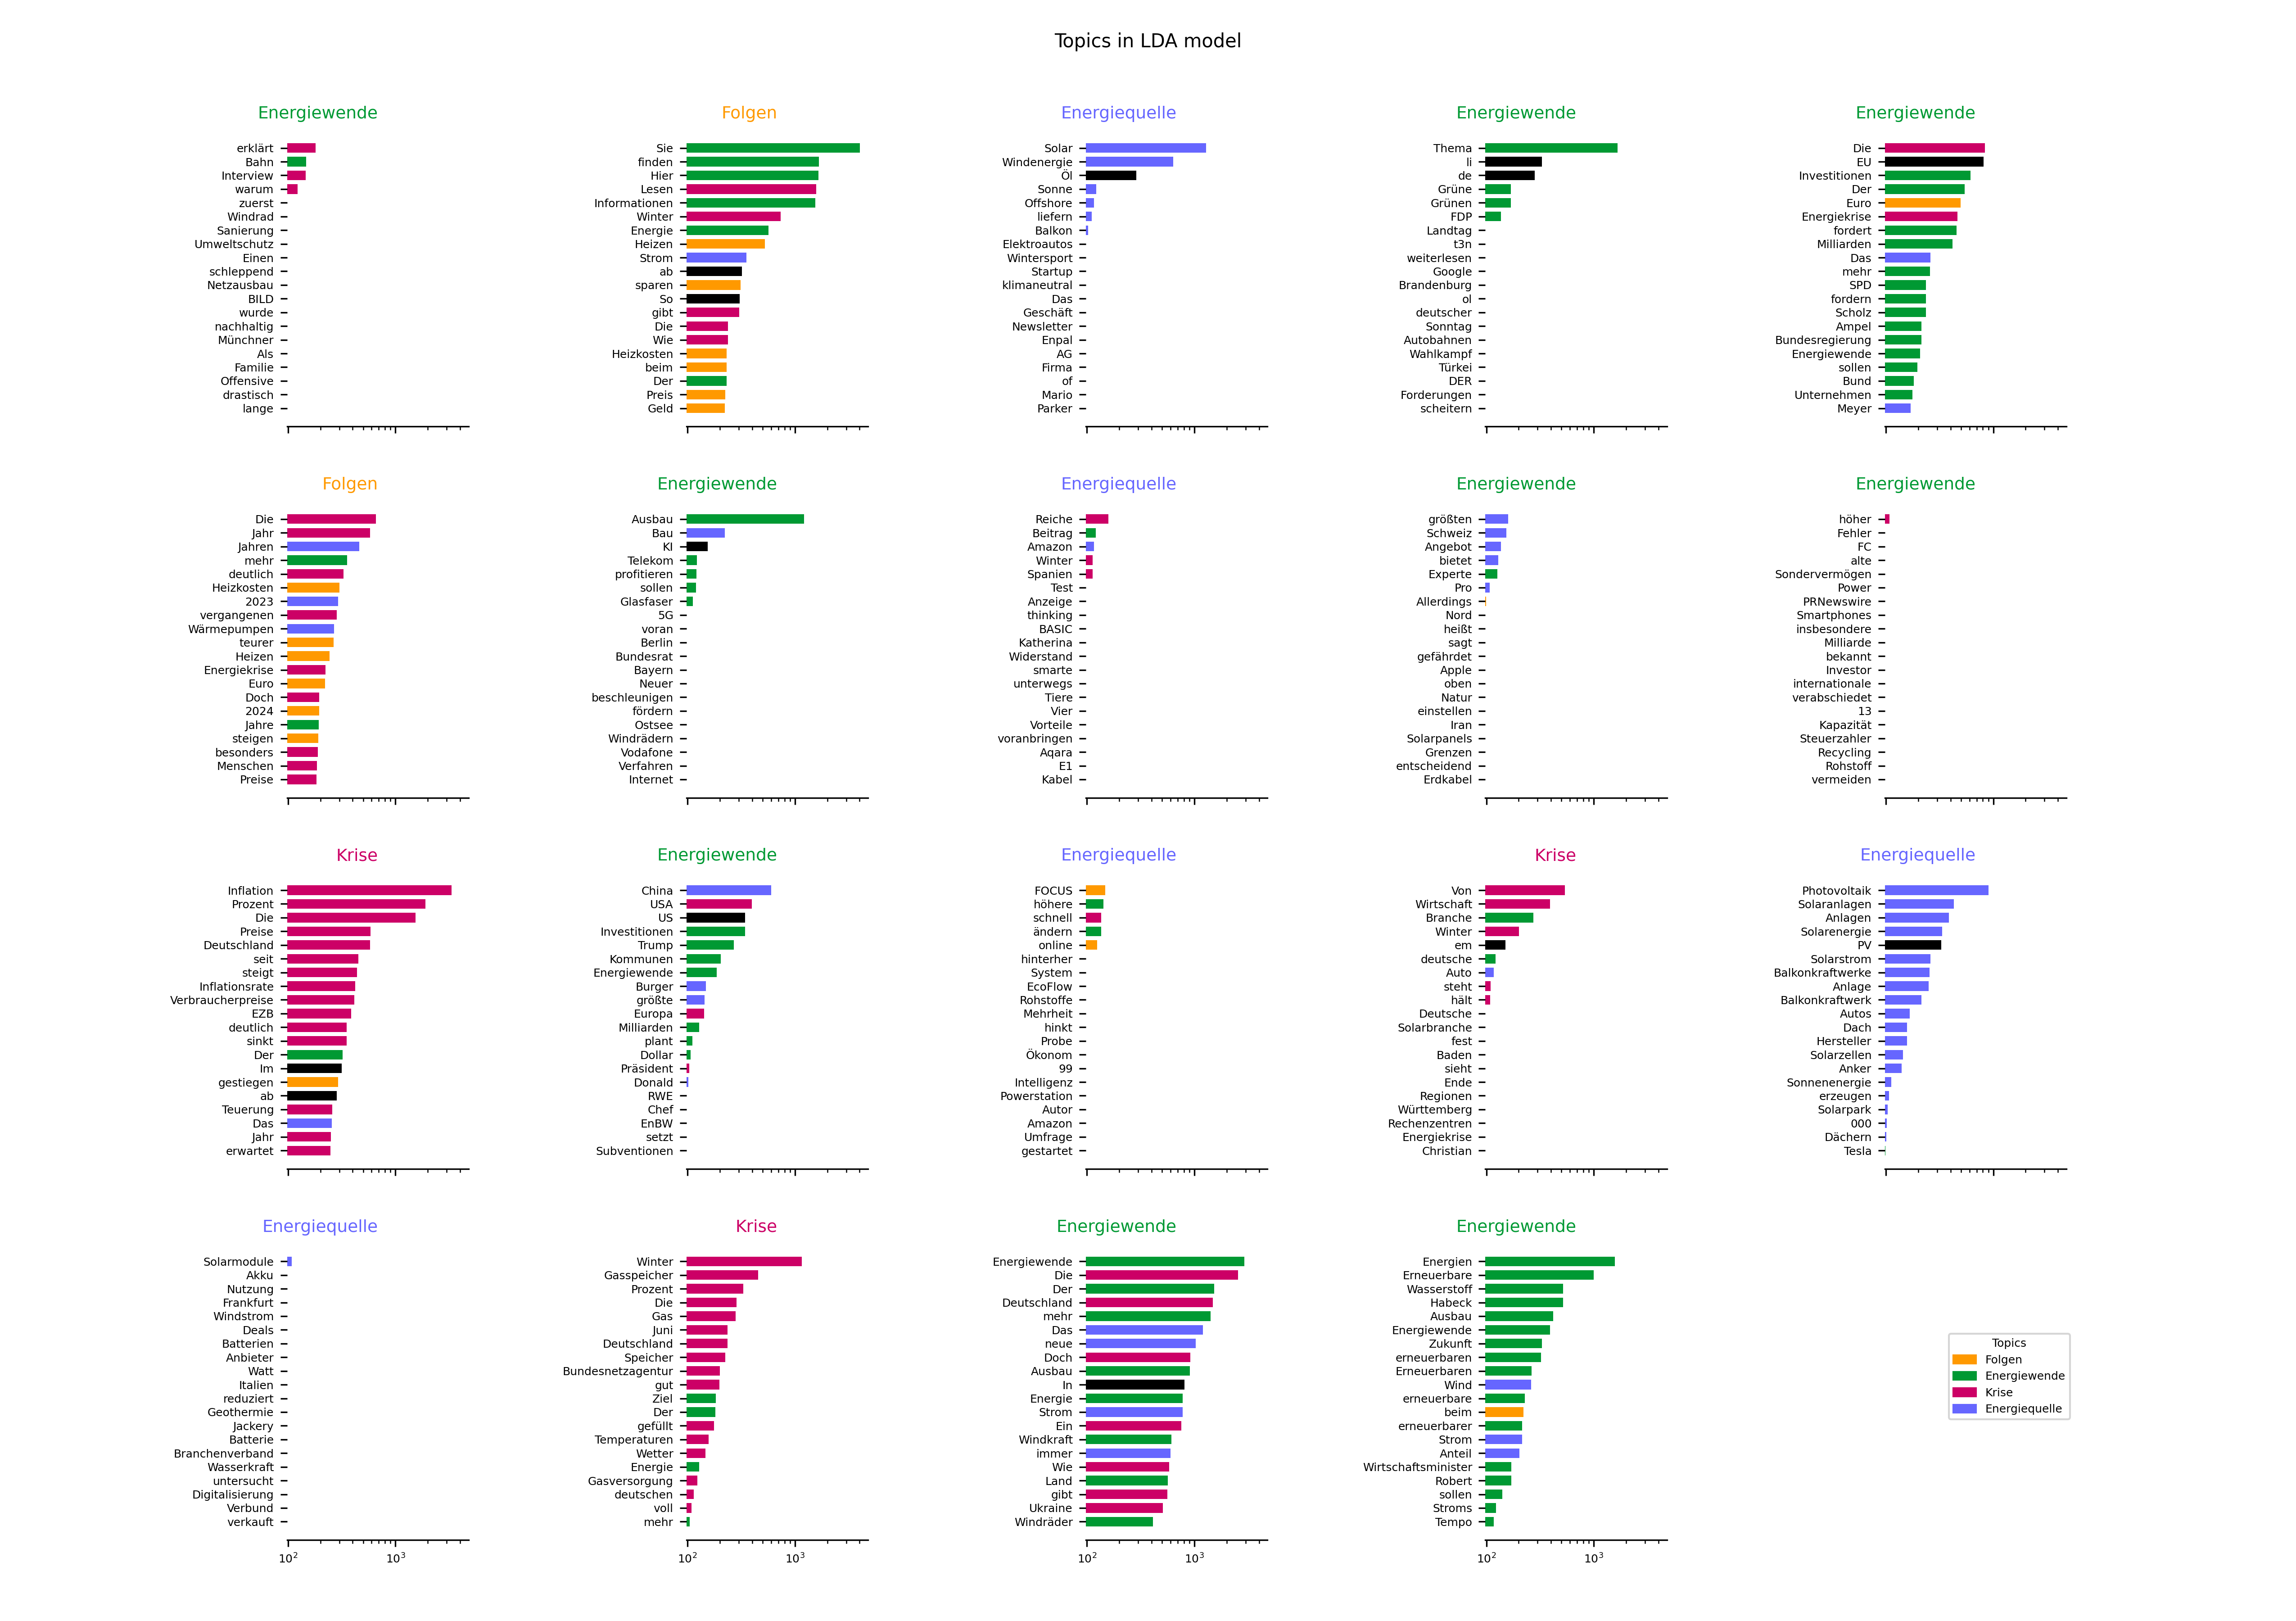 Topics in LDA model
Energiewende
erklärt
Bahn
Interview
warum
zuerst
Windrad
Sanierung
Umweltschutz
Einen
schleppend
Netzausbau
BILD
wurde
nachhaltig
Münchner
Als
Familie
Offensive
drastisch
lange
Folgen
Sie
finden
Hier
Lesen
Informationen
Winter
Energie
Heizen
Strom
ab
sparen
So
gibt
Die
Wie
Heizkosten
beim
Der
Preis
Geld
Energiequelle
Solar
Windenergie
Öl
Sonne
Offshore
liefern
Balkon
Elektroautos
Wintersport
Startup
klimaneutral
Das
Geschäft
Newsletter
Enpal
AG
Firma
of
Mario
Parker
Energiewende
Thema
li
de
Grüne
Grünen
FDP
Landtag
t3n
weiterlesen
Google
Brandenburg
ol
deutscher
Sonntag
Autobahnen
Wahlkampf
Türkei
DER
Forderungen
scheitern
Energiewende
Die
EU
Investitionen
Der
Euro
Energiekrise
fordert
Milliarden
Das
mehr
SPD
fordern
Scholz
Ampel
Bundesregierung
Energiewende
sollen
Bund
Unternehmen
Meyer
Folgen
Die
Jahr
Jahren
mehr
deutlich
Heizkosten
2023
vergangenen
Wärmepumpen
teurer
Heizen
Energiekrise
Euro
Doch
2024
Jahre
steigen
besonders
Menschen
Preise
Energiewende
Ausbau
Bau
KI
Telekom
profitieren
sollen
Glasfaser
5G
voran
Berlin
Bundesrat
Bayern
Neuer
beschleunigen
fördern
Ostsee
Windrädern
Vodafone
Verfahren
Internet
Energiequelle
Reiche
Beitrag
Amazon
Winter
Spanien
Test
Anzeige
thinking
BASIC
Katherina
Widerstand
smarte
unterwegs
Tiere
Vier
Vorteile
voranbringen
Aqara
E1
Kabel
Energiewende
größten
Schweiz
Angebot
bietet
Experte
Pro
Allerdings
Nord
heißt
sagt
gefährdet
Apple
oben
Natur
einstellen
Iran
Solarpanels
Grenzen
entscheidend
Erdkabel
Energiewende
höher
Fehler
FC
alte
Sondervermögen
Power
PRNewswire
Smartphones
insbesondere
Milliarde
bekannt
Investor
internationale
verabschiedet
13
Kapazität
Steuerzahler
Recycling
Rohstoff
vermeiden
Krise
Inflation
Prozent
Die
Preise
Deutschland
seit
steigt
Inflationsrate
Verbraucherpreise
EZB
deutlich
sinkt
Der
Im
gestiegen
ab
Teuerung
Das
Jahr
erwartet
Energiewende
China
USA
US
Investitionen
Trump
Kommunen
Energiewende
Burger
größte
Europa
Milliarden
plant
Dollar
Präsident
Donald
RWE
Chef
EnBW
setzt
Subventionen
Energiequelle
FOCUS
höhere
schnell
ändern
online
hinterher
System
EcoFlow
Rohstoffe
Mehrheit
hinkt
Probe
Ökonom
99
Intelligenz
Powerstation
Autor
Amazon
Umfrage
gestartet
Krise
Von
Wirtschaft
Branche
Winter
em
deutsche
Auto
steht
hält
Deutsche
Solarbranche
fest
Baden
sieht
Ende
Regionen
Württemberg
Rechenzentren
Energiekrise
Christian
Energiequelle
Photovoltaik
Solaranlagen
Anlagen
Solarenergie
PV
Solarstrom
Balkonkraftwerke
Anlage
Balkonkraftwerk
Autos
Dach
Hersteller
Solarzellen
Anker
Sonnenenergie
erzeugen
Solarpark
000
Dächern
Tesla
Energiequelle
Solarmodule
Akku
Nutzung
Frankfurt
Windstrom
Deals
Batterien
Anbieter
Watt
Italien
reduziert
Geothermie
Jackery
Batterie
Branchenverband
Wasserkraft
untersucht
Digitalisierung
Verbund
verkauft
10² 10³
Krise
Winter
Gasspeicher
Prozent
Die
Gas
Juni
Deutschland
Speicher
Bundesnetzagentur
gut
Ziel
Der
gefüllt
Temperaturen
Wetter
Energie
Gasversorgung
deutschen
voll
mehr
10² 10³
Energiewende
Energiewende
Die
Der
Deutschland
mehr
Das
neue
Doch
Ausbau
In
Energie
Strom
Ein
Windkraft
immer
Wie
Land
gibt
Ukraine
Windräder
10² 10³
Energiewende
Energien
Erneuerbare
Wasserstoff
Habeck
Ausbau
Energiewende
Zukunft
erneuerbaren
Erneuerbaren
Wind
erneuerbare
beim
erneuerbarer
Strom
Anteil
Wirtschaftsminister
Robert
sollen
Stroms
Tempo
10² 10³
Topics
Folgen
Energiewende
Krise
Energiequelle